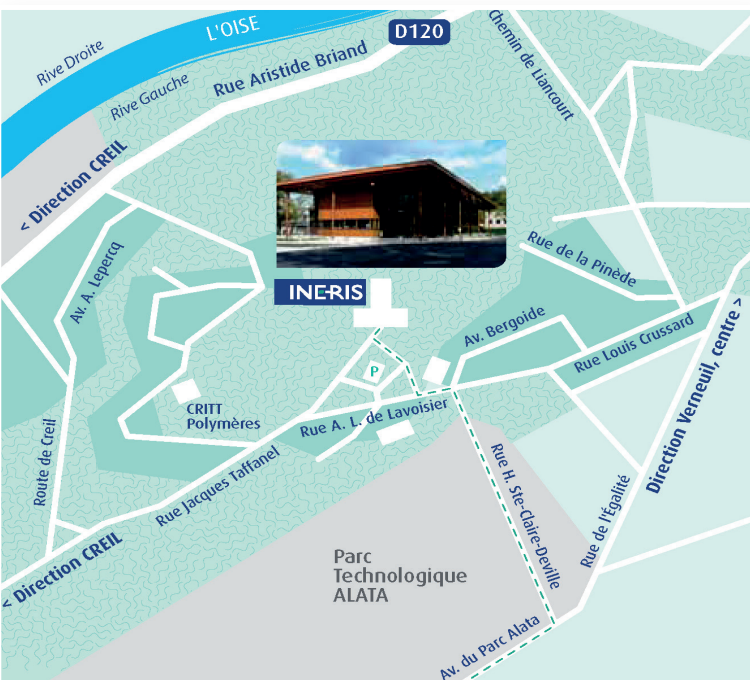 L'OISE
D120
Rive Droite
Rive Gauche
Rue Aristide Briand
Chemin de Liancourt
< Direction CREIL
Av. A. Lepercq
INERIS
Rue de la Pinède
Av. Bergoide
Rue Louis Crussard
Direction Verneuil, centre >
P
CRITT
Polymères
Rue A. L. de Lavoisier
Route de Creil
Rue Jacques Taffanel
Rue H. Ste-Claire-Deville
Rue de l'Égalité
< Direction CREIL
Parc
Technologique
ALATA
Av. du Parc Alata